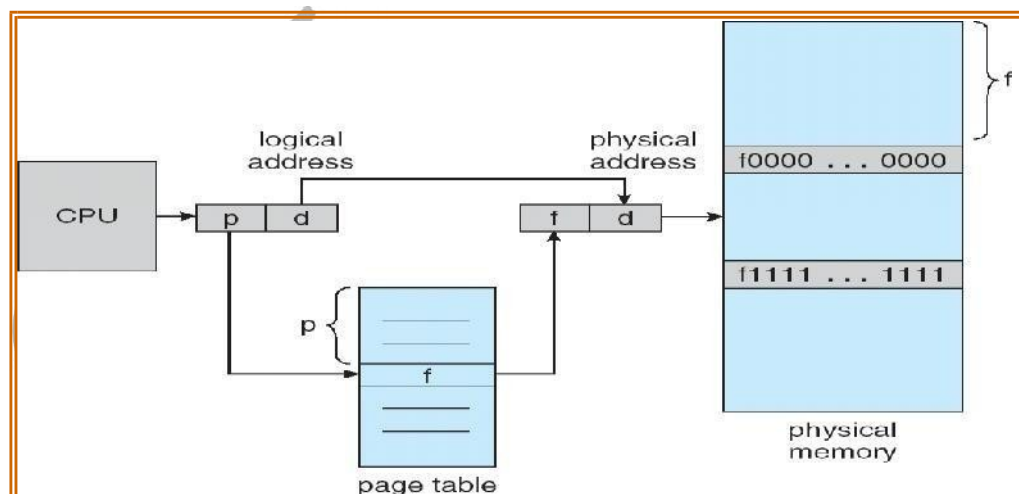 logical
address
physical
address
f
f0000 ... 0000
CPU
p d
f d
f1111 ... 1111
p
f
physical
memory
page table